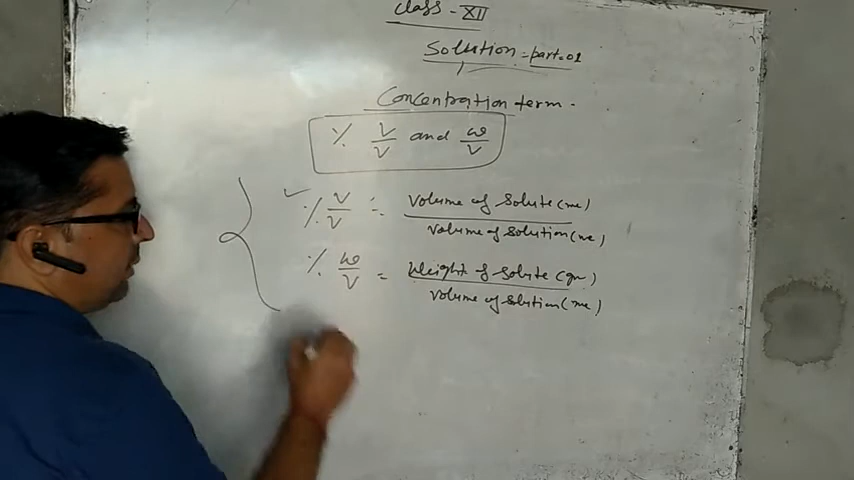 Class - XII
Solution - part-01
Concentration term.
% V/V and w/V
% V/V = volume of solute (ml) / volume of solution (ml)
% w/V = weight of solute (gm) / volume of solution (ml)